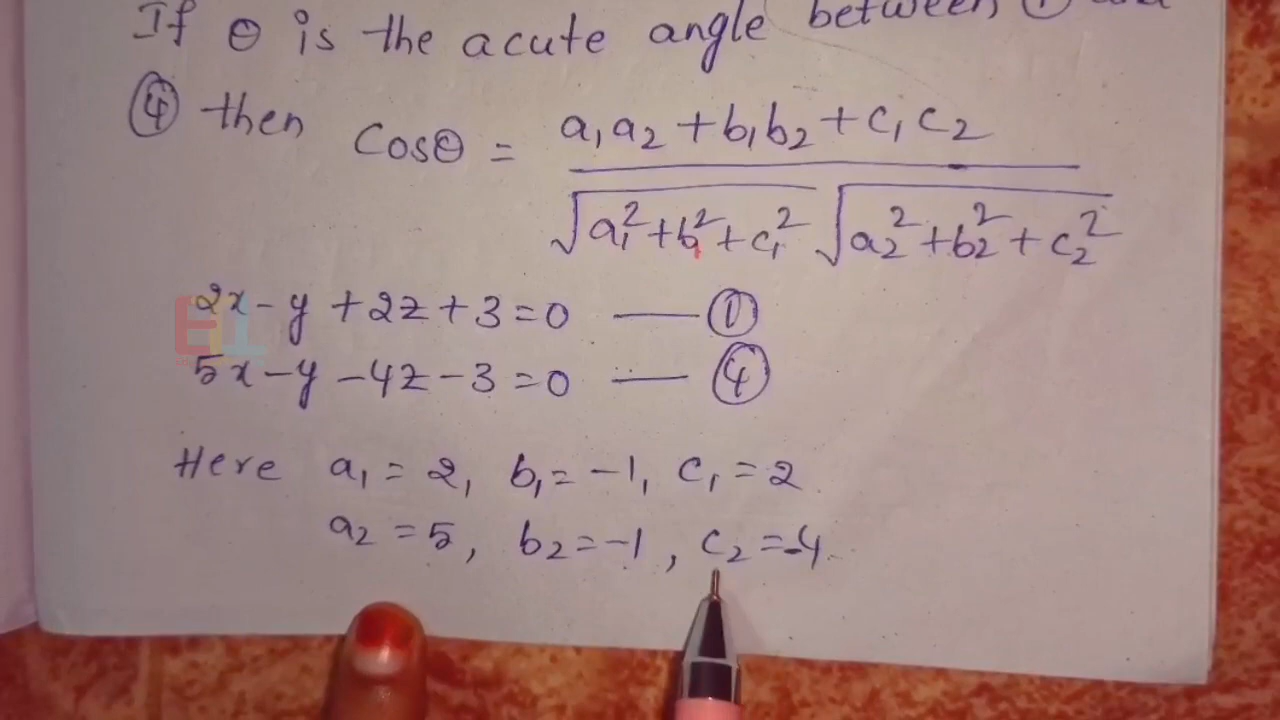 If θ is the acute angle between ① and
④ then Cosθ = a₁a₂ + b₁b₂ + c₁c₂ / √a₁² + b₁² + c₁² √a₂² + b₂² + c₂²
2x - y + 2z + 3 = 0 — ①
5x - y - 4z - 3 = 0 — ④
Here a₁ = 2, b₁ = -1, c₁ = 2
a₂ = 5, b₂ = -1, c₂ = -4